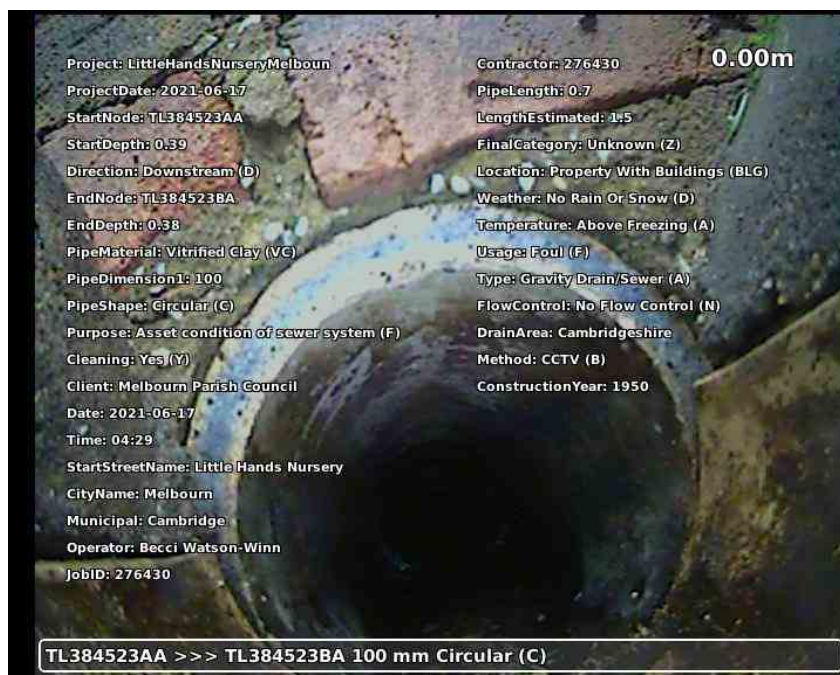 0.00m
Project: LittleHandsNurseryMelboun
ProjectDate: 2021-06-17
StartNode: TL384523AA
StartDepth: 0.39
Direction: Downstream (D)
EndNode: TL384523BA
EndDepth: 0.38
PipeMaterial: Vitrified Clay (VC)
PipeDimension1: 100
PipeShape: Circular (C)
Purpose: Asset condition of sewer system (F)
Cleaning: Yes (Y)
Client: Melbourn Parish Council
Date: 2021-06-17
Time: 04:29
StartStreetName: Little Hands Nursery
CityName: Melbourn
Municipal: Cambridge
Operator: Becci Watson-Winn
JobID: 276430
Contractor: 276430
PipeLength: 0.7
LengthEstimated: 1.5
FinalCategory: Unknown (Z)
Location: Property With Buildings (BLG)
Weather: No Rain Or Snow (D)
Temperature: Above Freezing (A)
Usage: Foul (F)
Type: Gravity Drain/Sewer (A)
FlowControl: No Flow Control (N)
DrainArea: Cambridgeshire
Method: CCTV (B)
ConstructionYear: 1950
TL384523AA >>> TL384523BA 100 mm Circular (C)